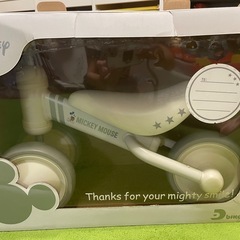 MICKEY MOUSE
Thanks for your mighty smile!